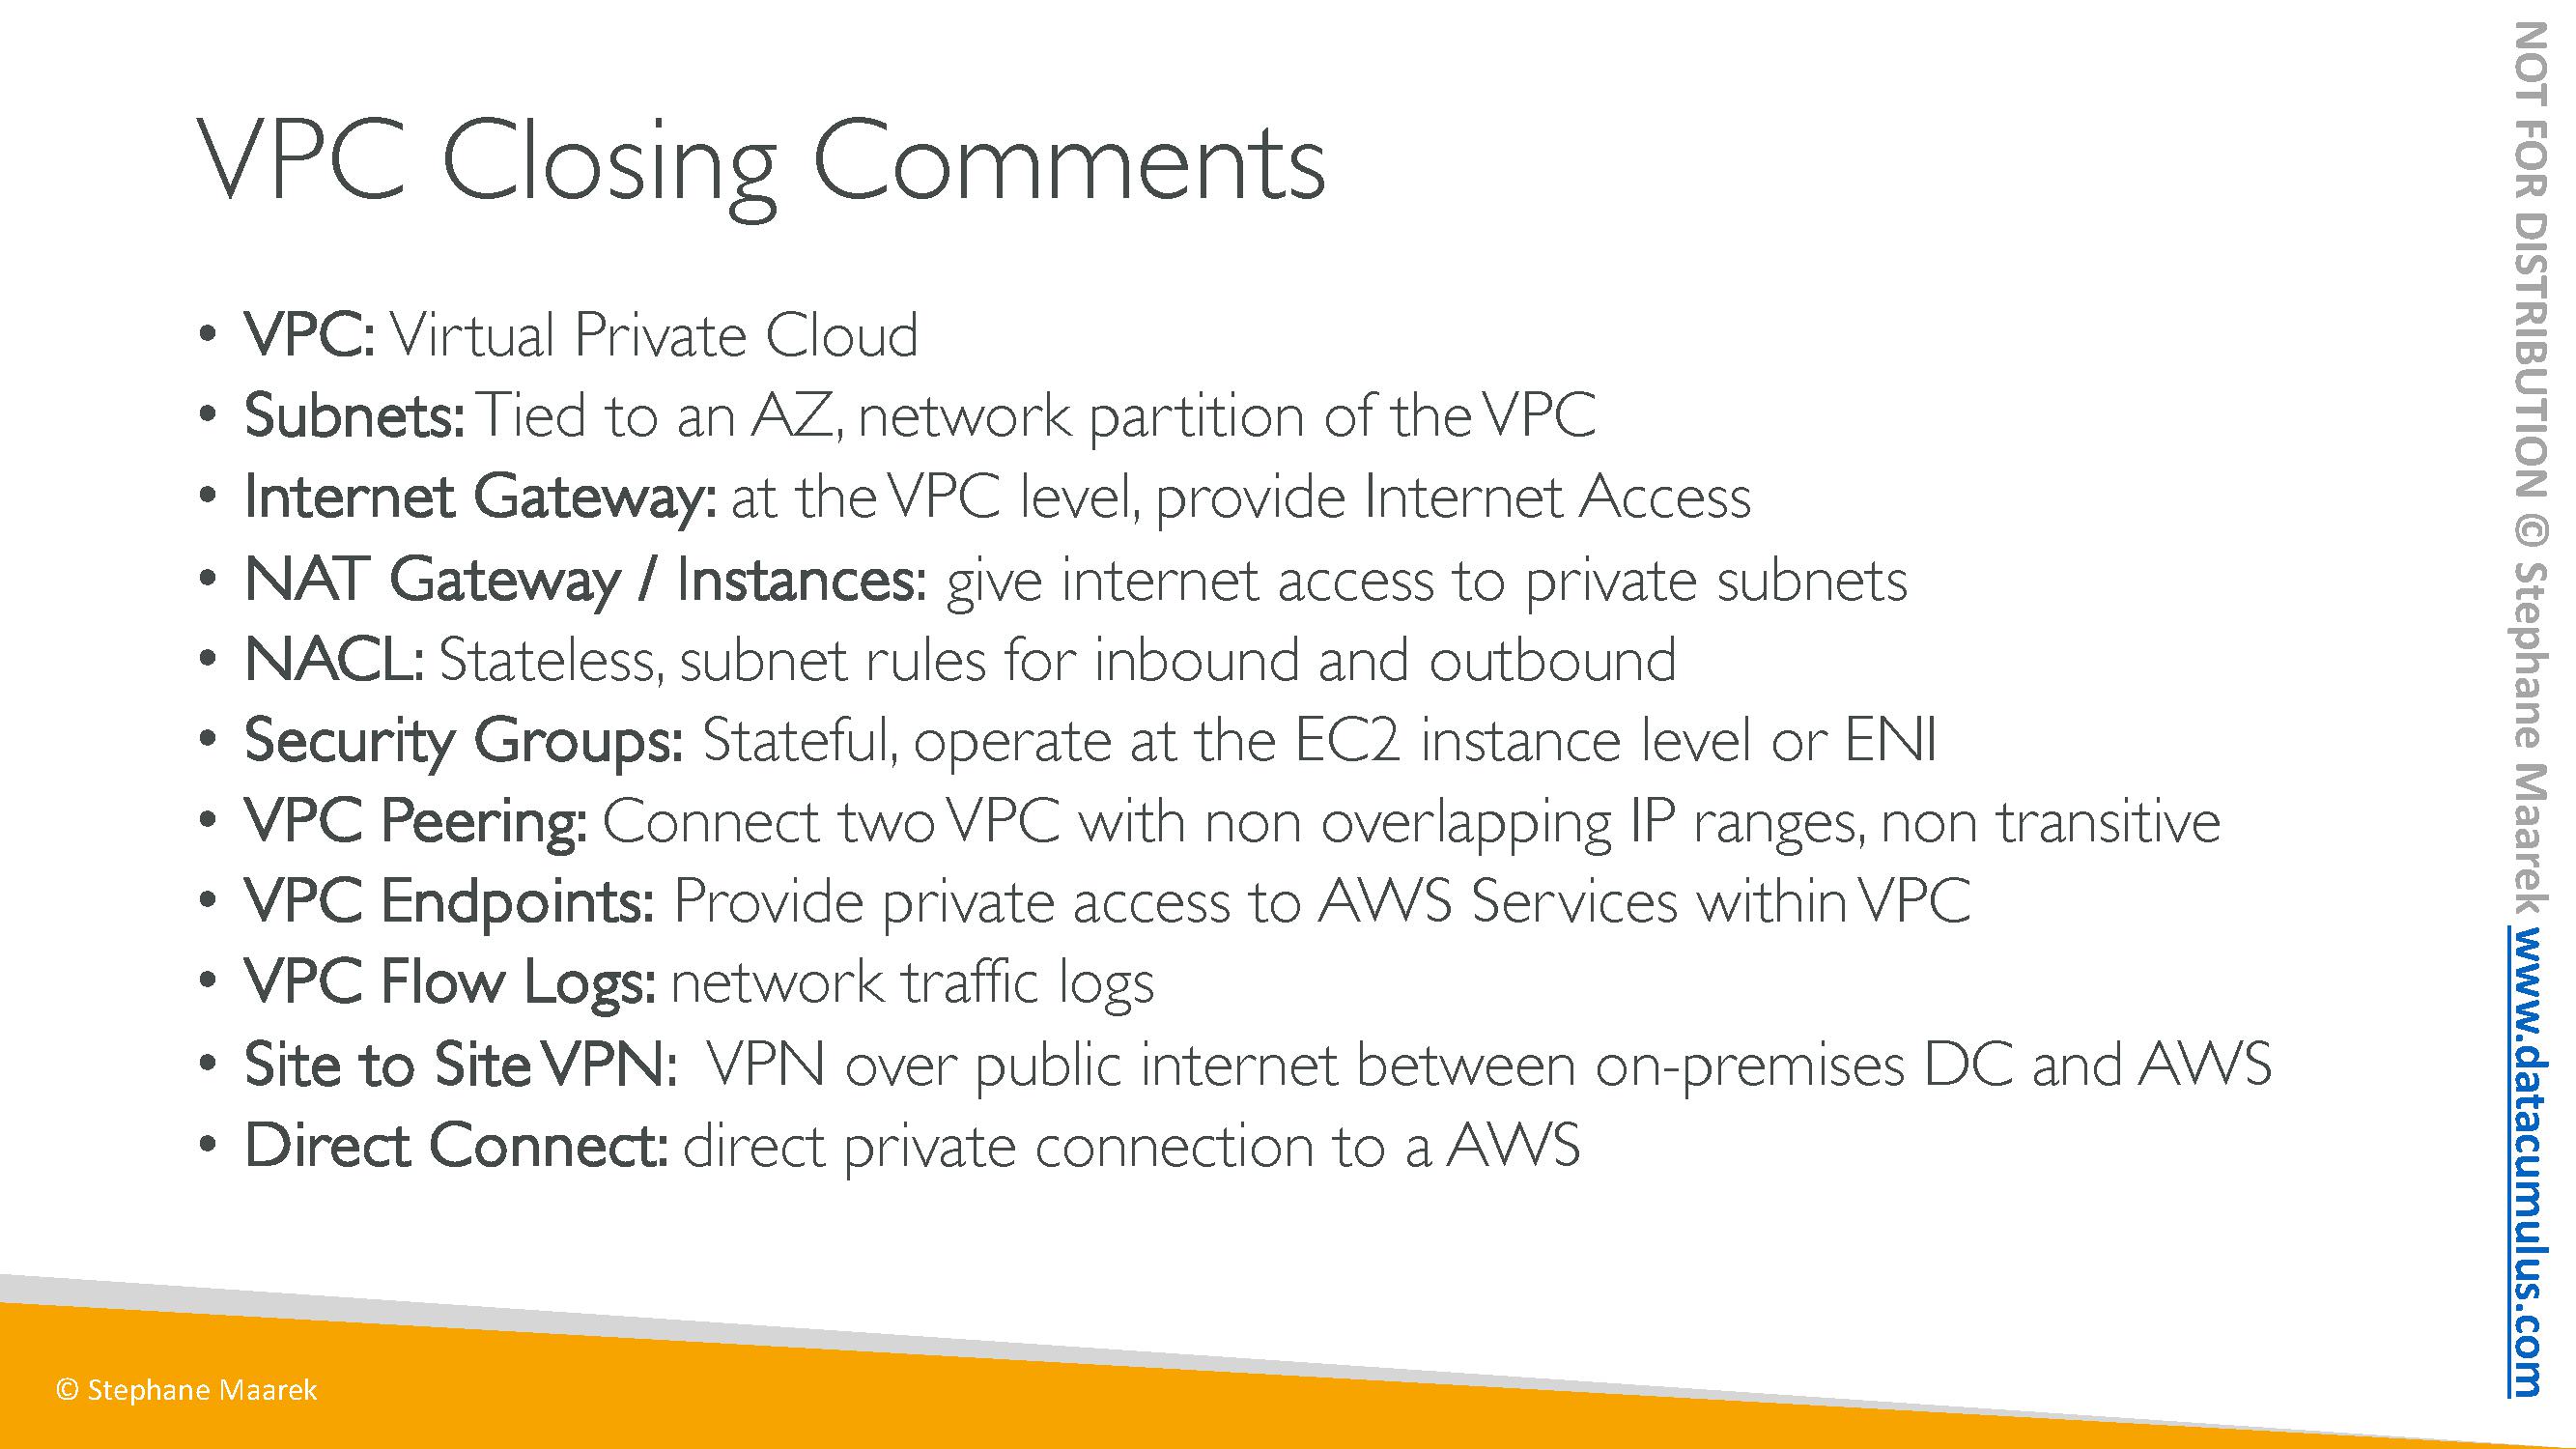 VPC Closing Comments
• VPC: Virtual Private Cloud
• Subnets: Tied to an AZ, network partition of the VPC
• Internet Gateway: at the VPC level, provide Internet Access
• NAT Gateway / Instances: give internet access to private subnets
• NACL: Stateless, subnet rules for inbound and outbound
• Security Groups: Stateful, operate at the EC2 instance level or ENI
• VPC Peering: Connect two VPC with non overlapping IP ranges, non transitive
• VPC Endpoints: Provide private access to AWS Services within VPC
• VPC Flow Logs: network traffic logs
• Site to Site VPN: VPN over public internet between on-premises DC and AWS
• Direct Connect: direct private connection to a AWS
© Stephane Maarek
NOT FOR DISTRIBUTION © Stephane Maarek www.datacumulus.com